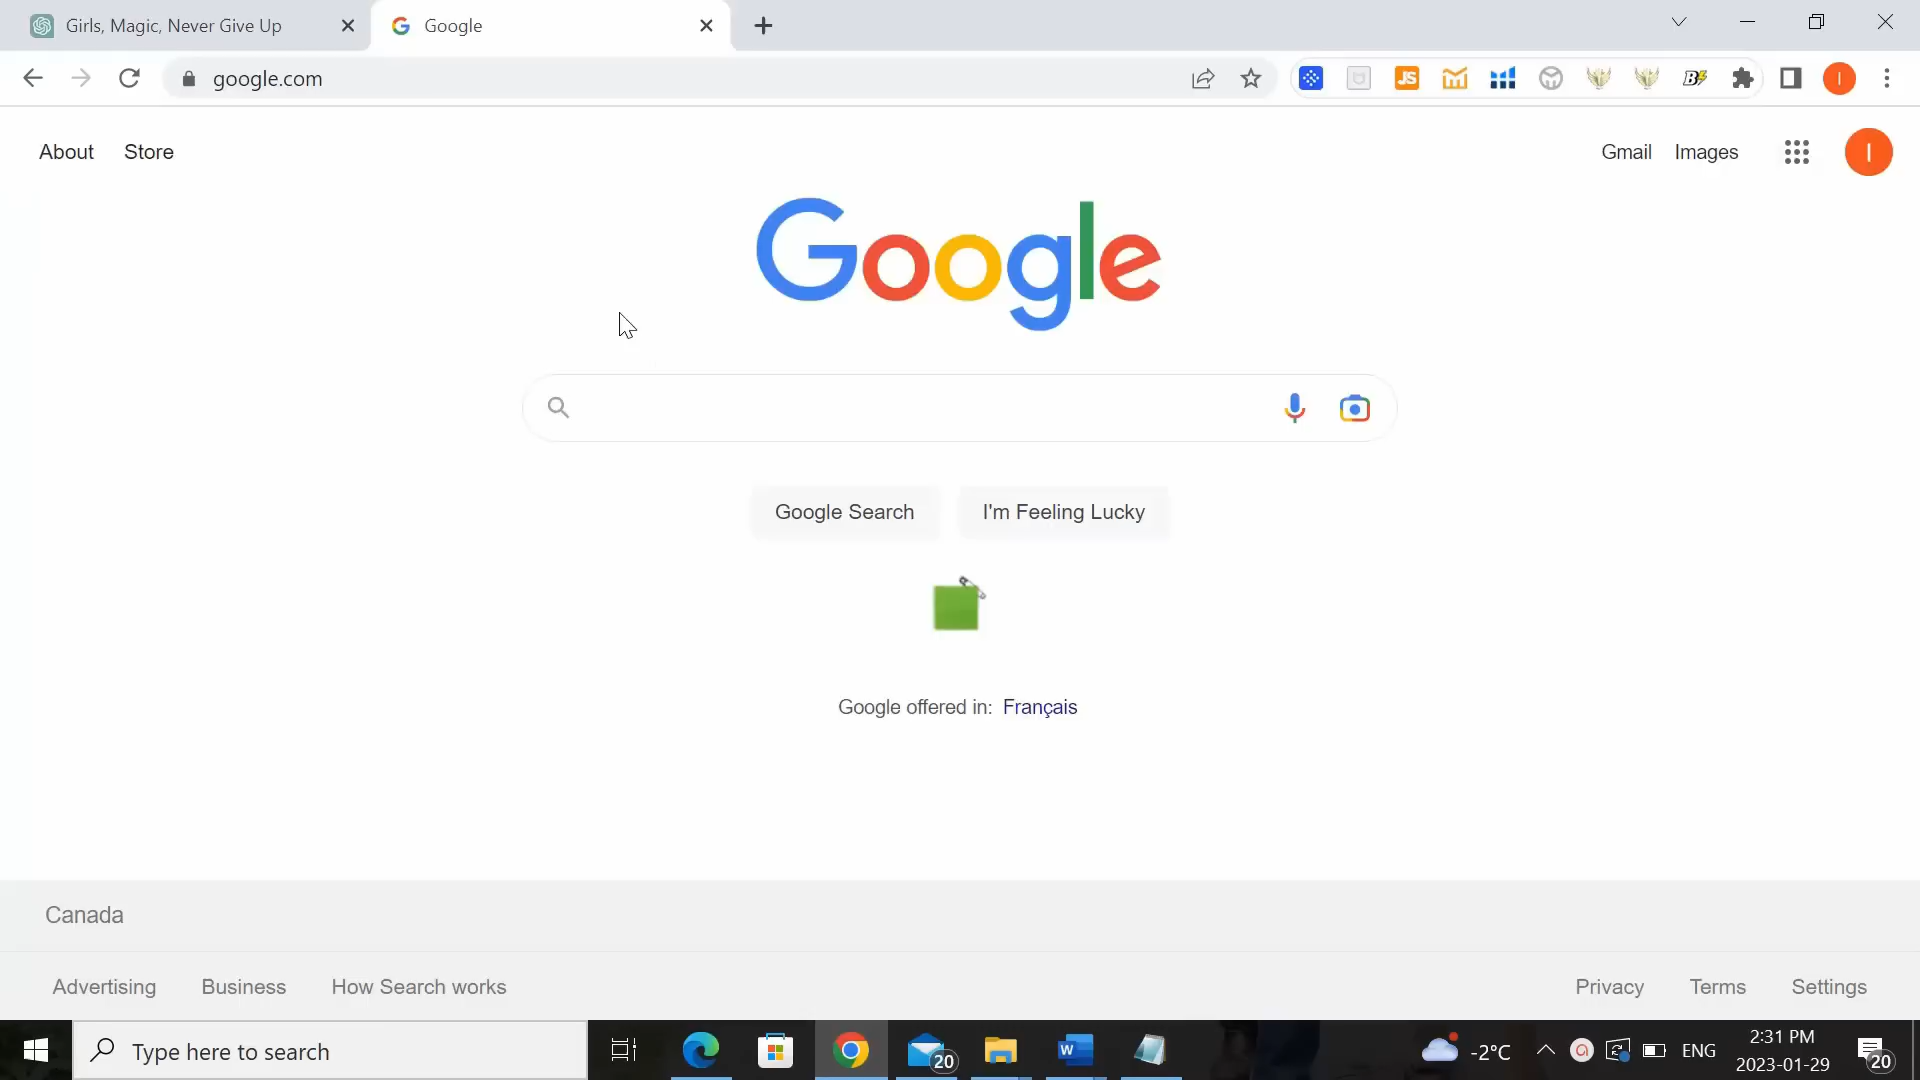 Girls, Magic, Never Give Up
Google
google.com
JS
B
I
About
Store
Gmail
Images
I
Google
Google Search
I'm Feeling Lucky
Google offered in: Français
Canada
Advertising
Business
How Search works
Privacy
Terms
Settings
Type here to search
20
W
-2°C
ENG
2:31 PM
2023-01-29
20